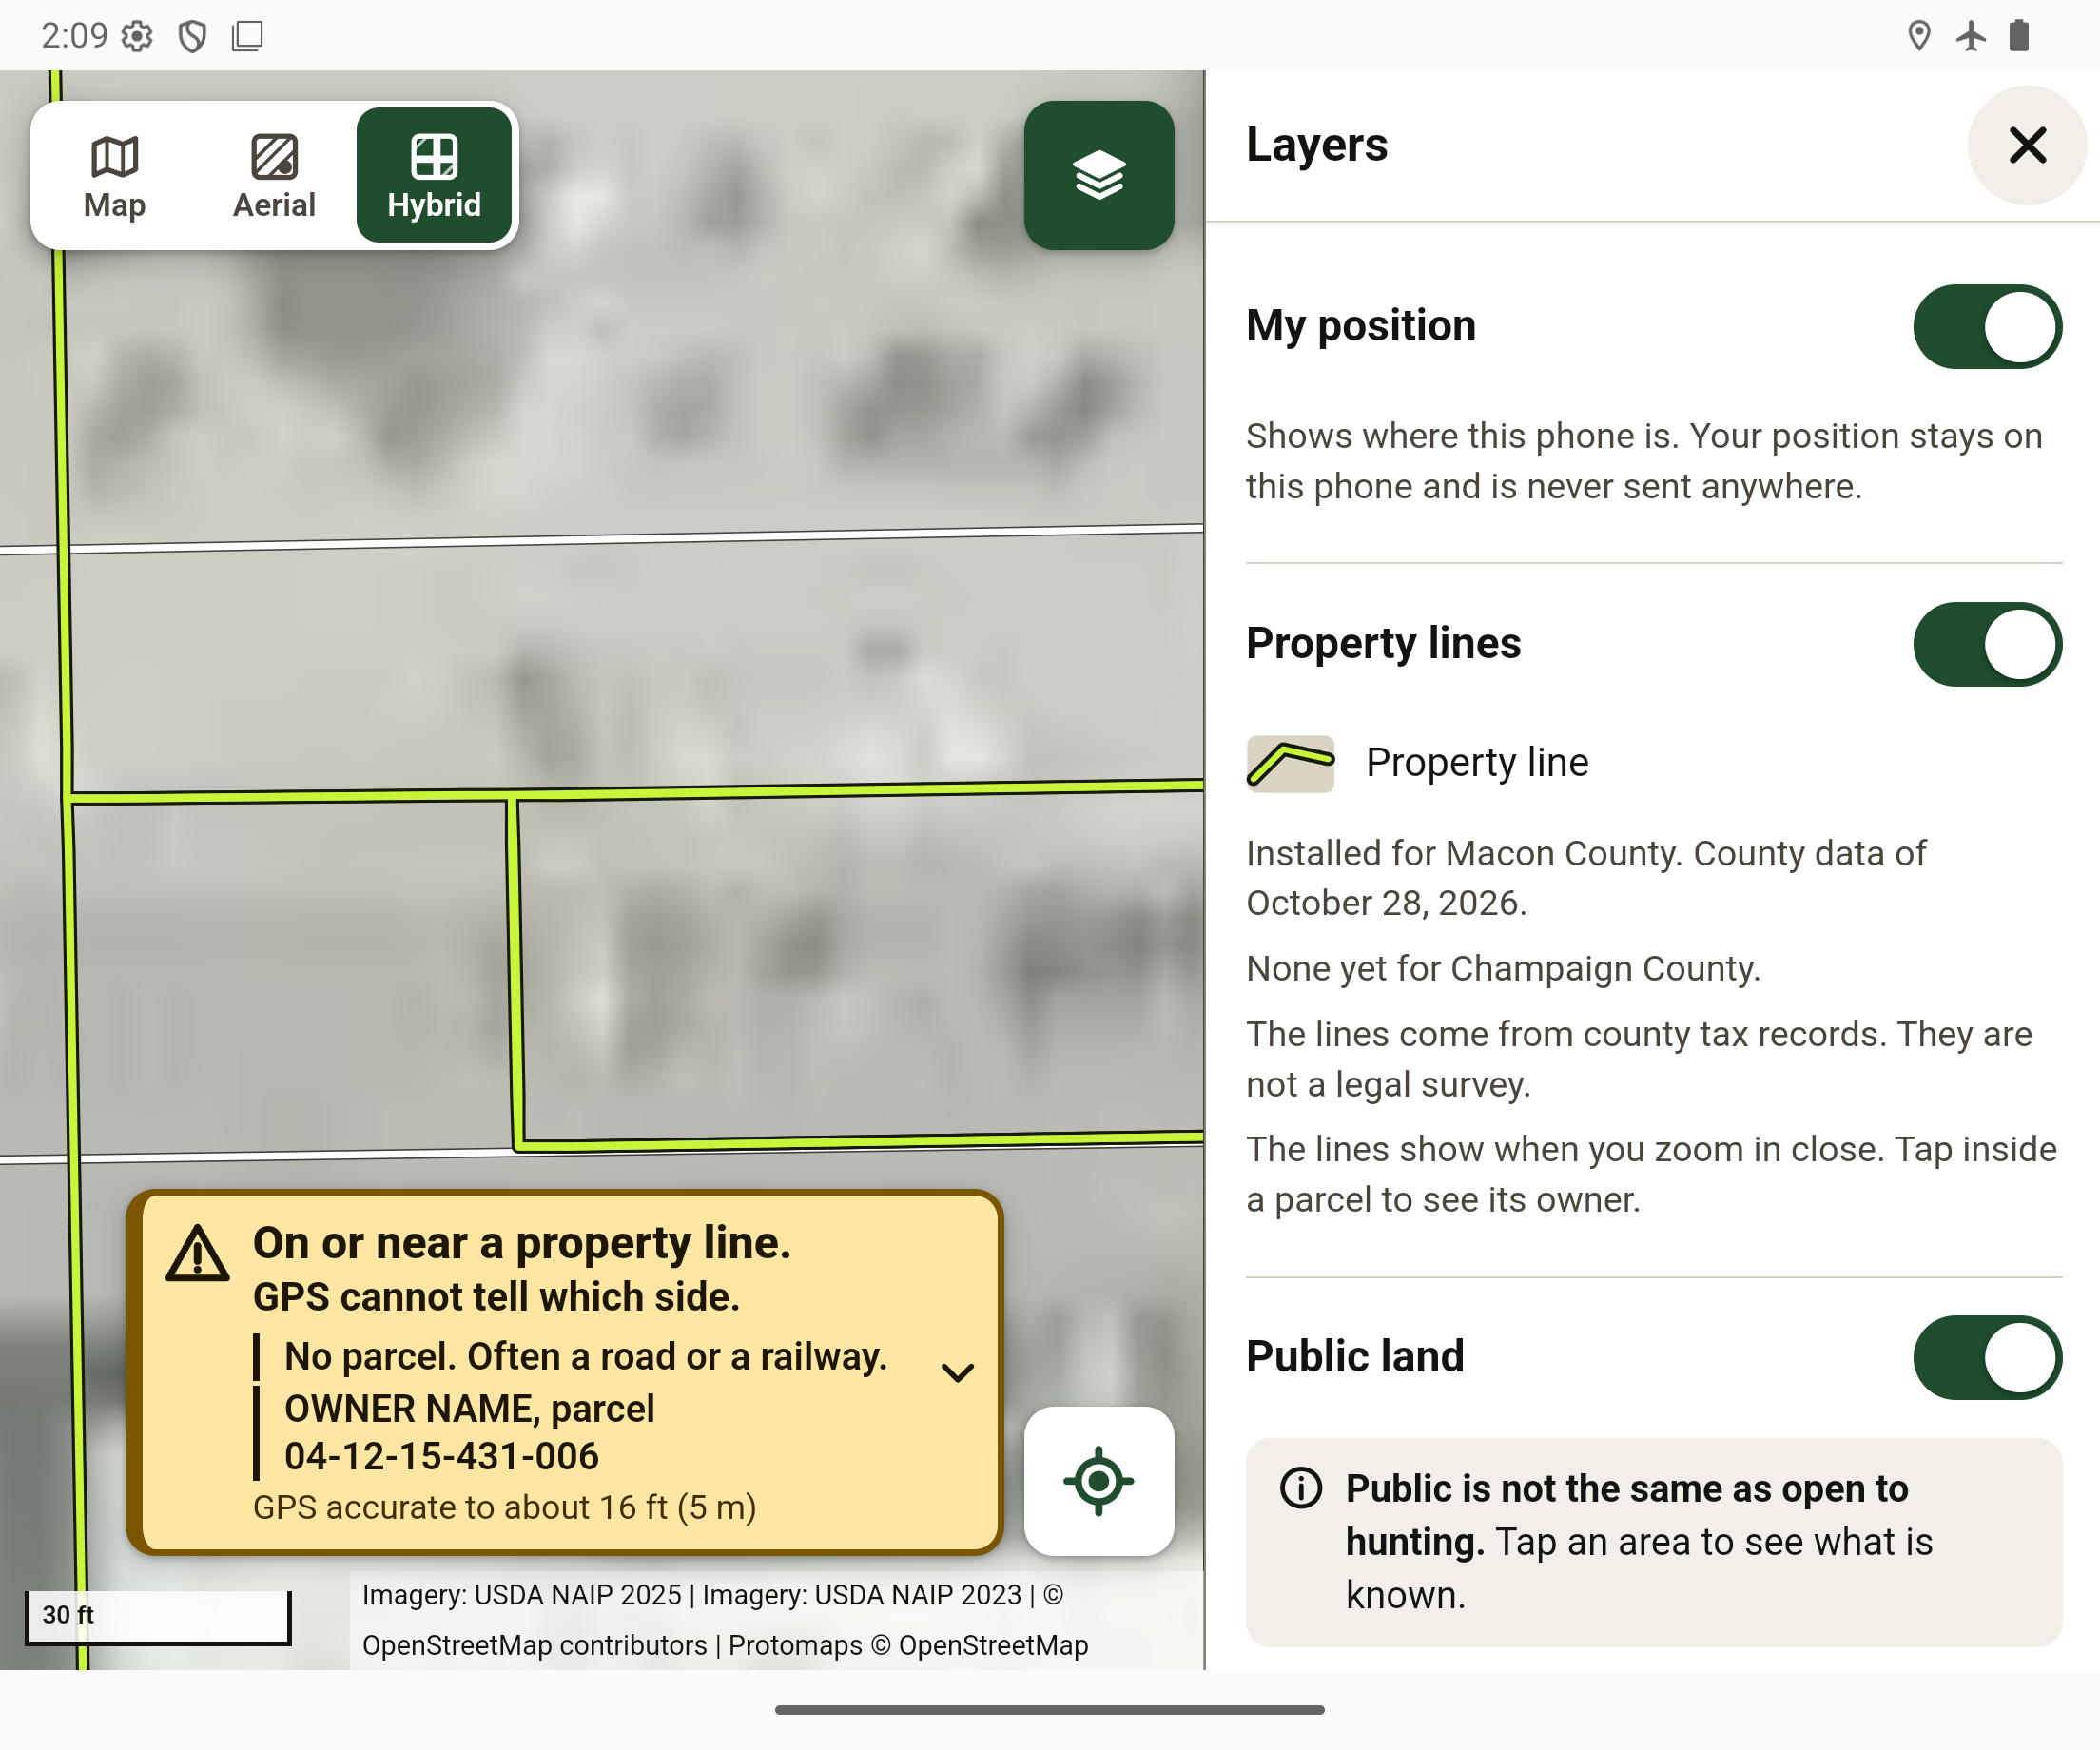 2:09
Map
Aerial
Hybrid
On or near a property line.
GPS cannot tell which side.
No parcel. Often a road or a railway.
OWNER NAME, parcel
04-12-15-431-006
GPS accurate to about 16 ft (5 m)
30 ft
Imagery: USDA NAIP 2025 | Imagery: USDA NAIP 2023 | ©
OpenStreetMap contributors | Protomaps © OpenStreetMap
Layers
My position
Shows where this phone is. Your position stays on
this phone and is never sent anywhere.
Property lines
Property line
Installed for Macon County. County data of
October 28, 2026.
None yet for Champaign County.
The lines come from county tax records. They are
not a legal survey.
The lines show when you zoom in close. Tap inside
a parcel to see its owner.
Public land
Public is not the same as open to
hunting. Tap an area to see what is
known.